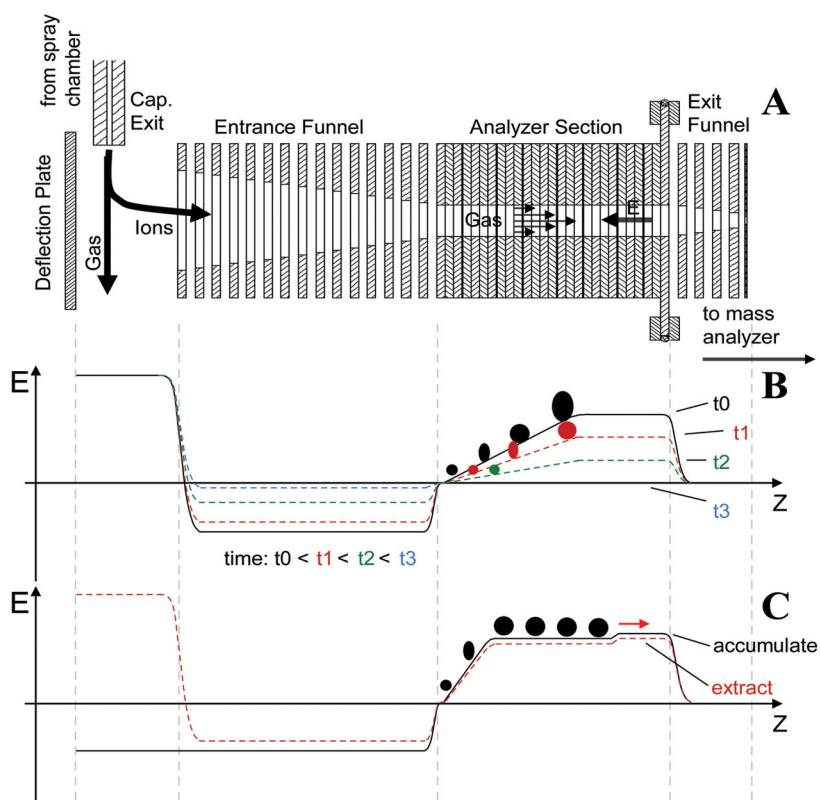 from spray
chamber
Cap.
Exit
Deflection Plate
Gas
Ions
Entrance Funnel
Analyzer Section
Exit
Funnel
A
Gas
E
to mass
analyzer
B
E
t0
t1
t2
t3
z
time: t0 < t1 < t2 < t3
C
E
accumulate
extract
z